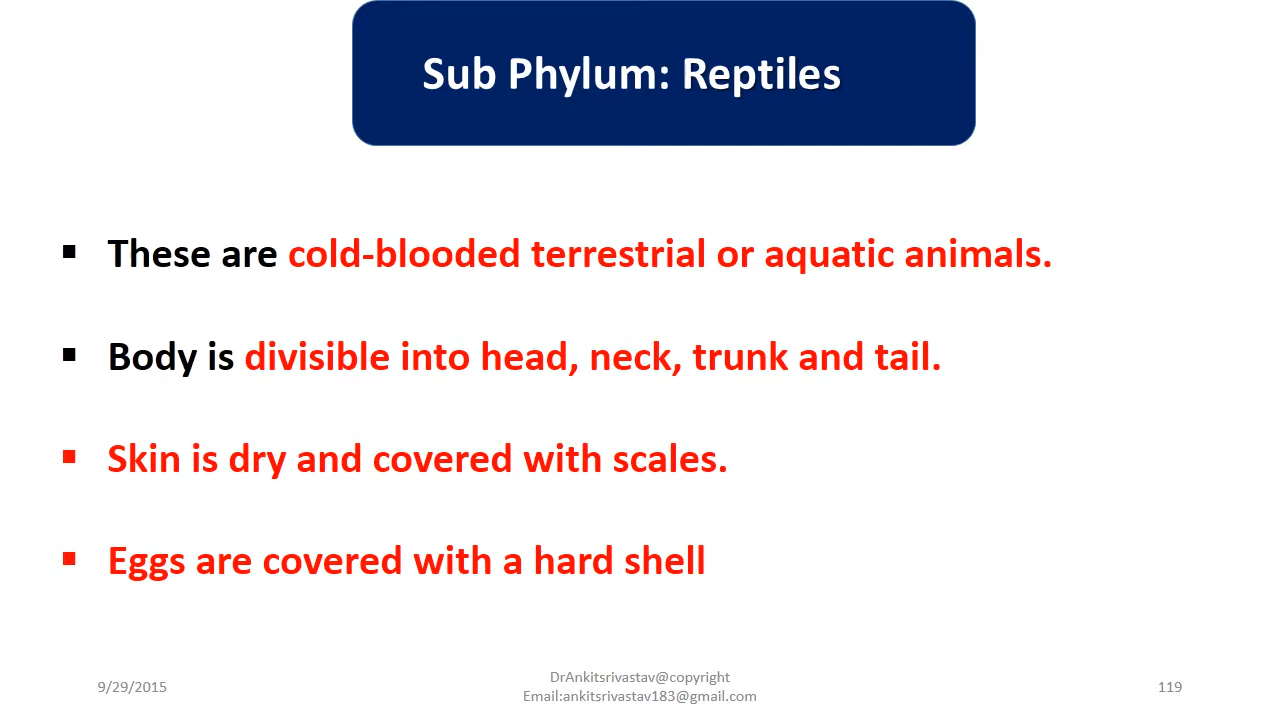 Sub Phylum: Reptiles
▪ These are cold-blooded terrestrial or aquatic animals.
▪ Body is divisible into head, neck, trunk and tail.
▪ Skin is dry and covered with scales.
▪ Eggs are covered with a hard shell
9/29/2015
DrAnkitsrivastav@copyright
Email:ankitsrivastav183@gmail.com
119